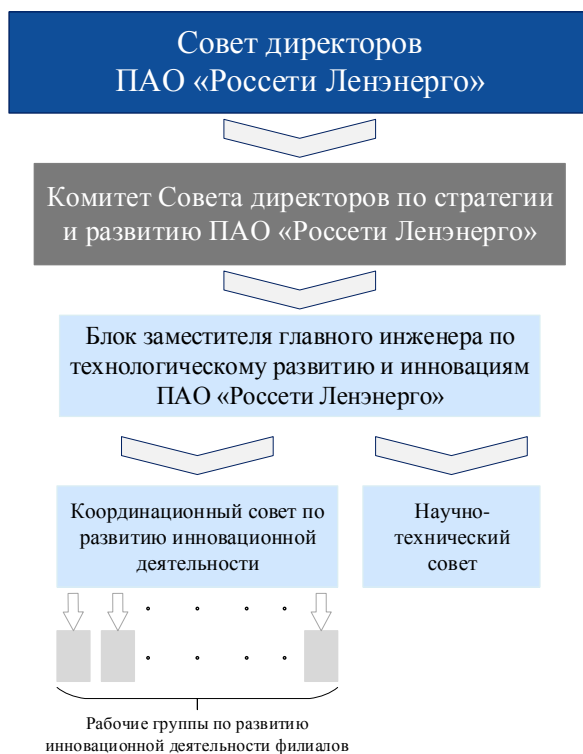 Совет директоров
ПАО «Россети Ленэнерго»
Комитет Совета директоров по стратегии
и развитию ПАО «Россети Ленэнерго»
Блок заместителя главного инженера по
технологическому развитию и инновациям
ПАО «Россети Ленэнерго»
Координационный совет по
развитию инновационной
деятельности
Научно-
технический
совет
Рабочие группы по развитию
инновационной деятельности филиалов